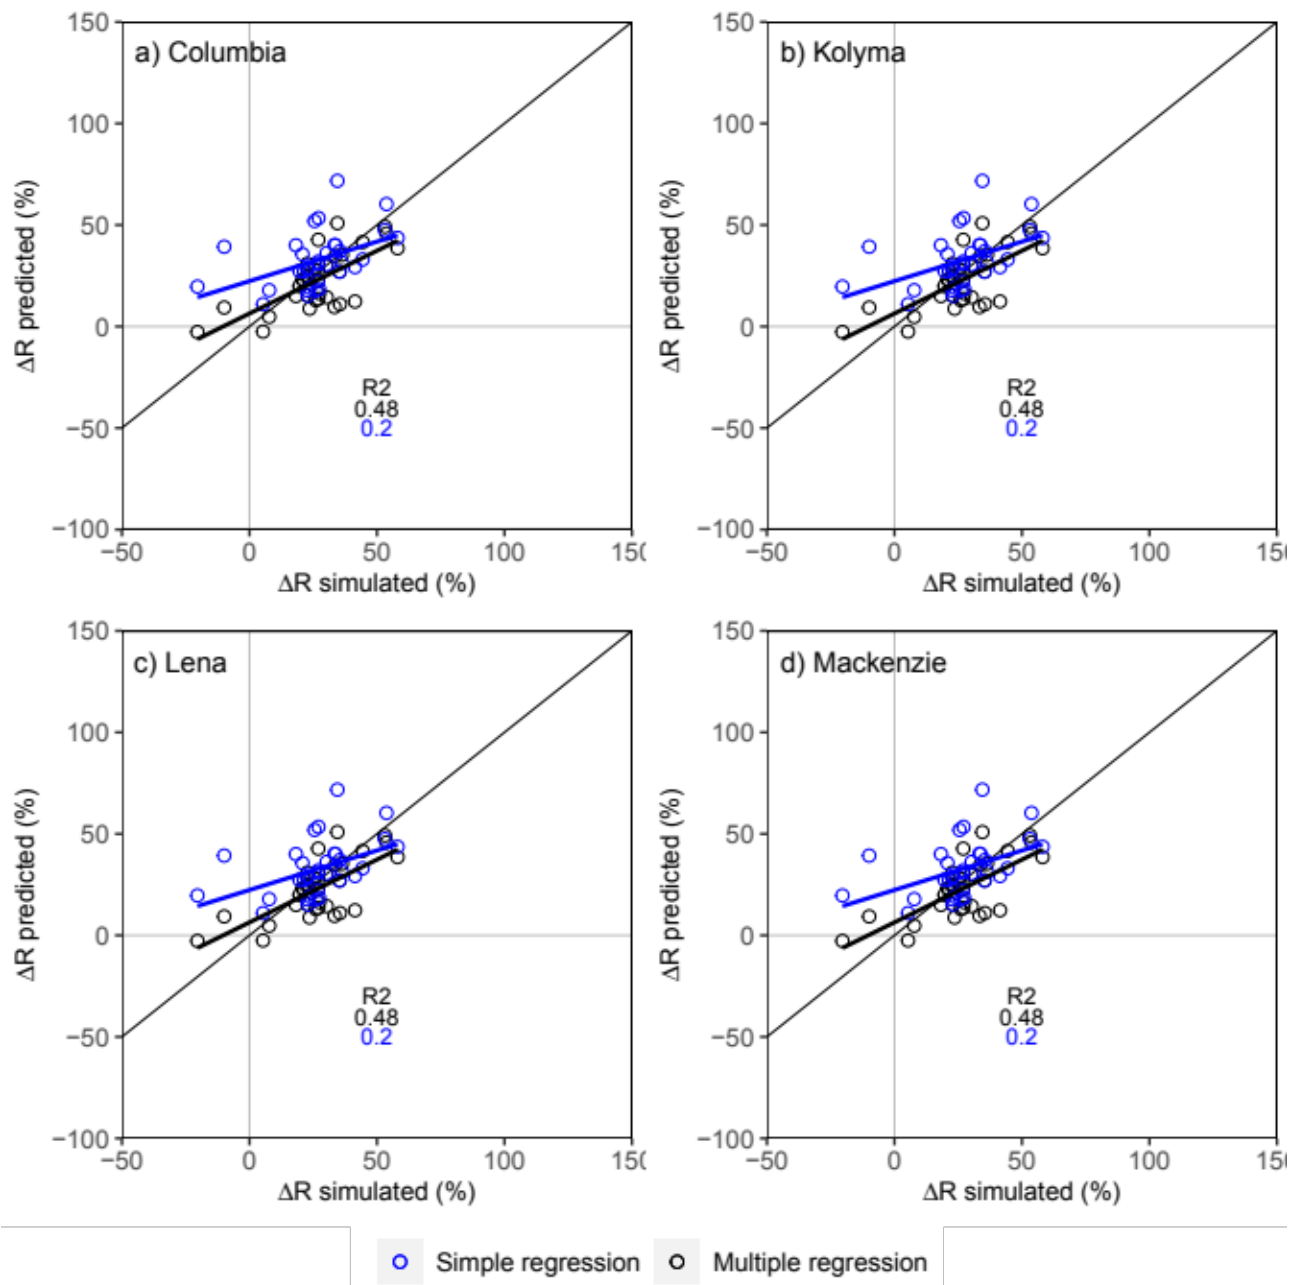 a) Columbia
150
100
50
0
−50
−100
ΔR predicted (%)
R2
0.48
0.2
−50 0 50 100 150
ΔR simulated (%)
b) Kolyma
150
100
50
0
−50
−100
ΔR predicted (%)
R2
0.48
0.2
−50 0 50 100 15
ΔR simulated (%)
c) Lena
150
100
50
0
−50
−100
ΔR predicted (%)
R2
0.48
0.2
−50 0 50 100 150
ΔR simulated (%)
d) Mackenzie
150
100
50
0
−50
−100
ΔR predicted (%)
R2
0.48
0.2
−50 0 50 100 15
ΔR simulated (%)
Simple regression Multiple regression